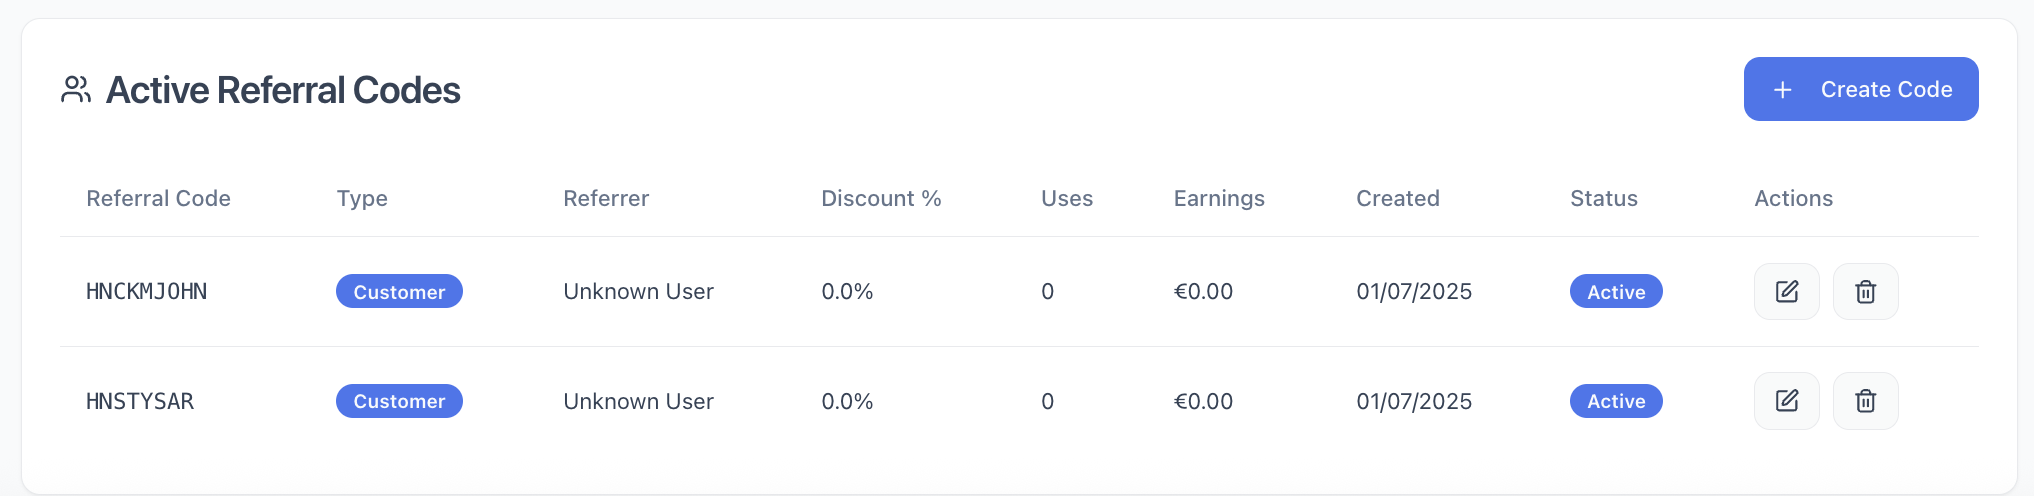 Active Referral Codes
Create Code
Referral Code Type Referrer Discount % Uses Earnings Created Status Actions
HNCKMJOHN Customer Unknown User 0.0% 0 €0.00 01/07/2025 Active
HNSTYSAR Customer Unknown User 0.0% 0 €0.00 01/07/2025 Active